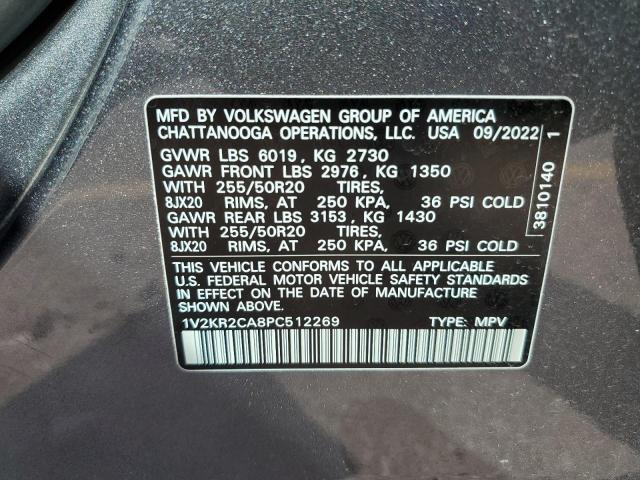 MFD BY VOLKSWAGEN GROUP OF AMERICA
CHATTANOOGA OPERATIONS, LLC. USA 09/2022
GVWR LBS 6019, KG 2730
GAWR FRONT LBS 2976, KG 1350
WITH 255/50R20 TIRES,
8JX20 RIMS, AT 250 KPA, 36 PSI COLD
GAWR REAR LBS 3153, KG 1430
WITH 255/50R20 TIRES,
8JX20 RIMS, AT 250 KPA, 36 PSI COLD
THIS VEHICLE CONFORMS TO ALL APPLICABLE
U.S. FEDERAL MOTOR VEHICLE SAFETY STANDARDS
IN EFFECT ON THE DATE OF MANUFACTURE
SHOWN ABOVE.
1V2KR2CA8PC512269 TYPE: MPV
3810140 1